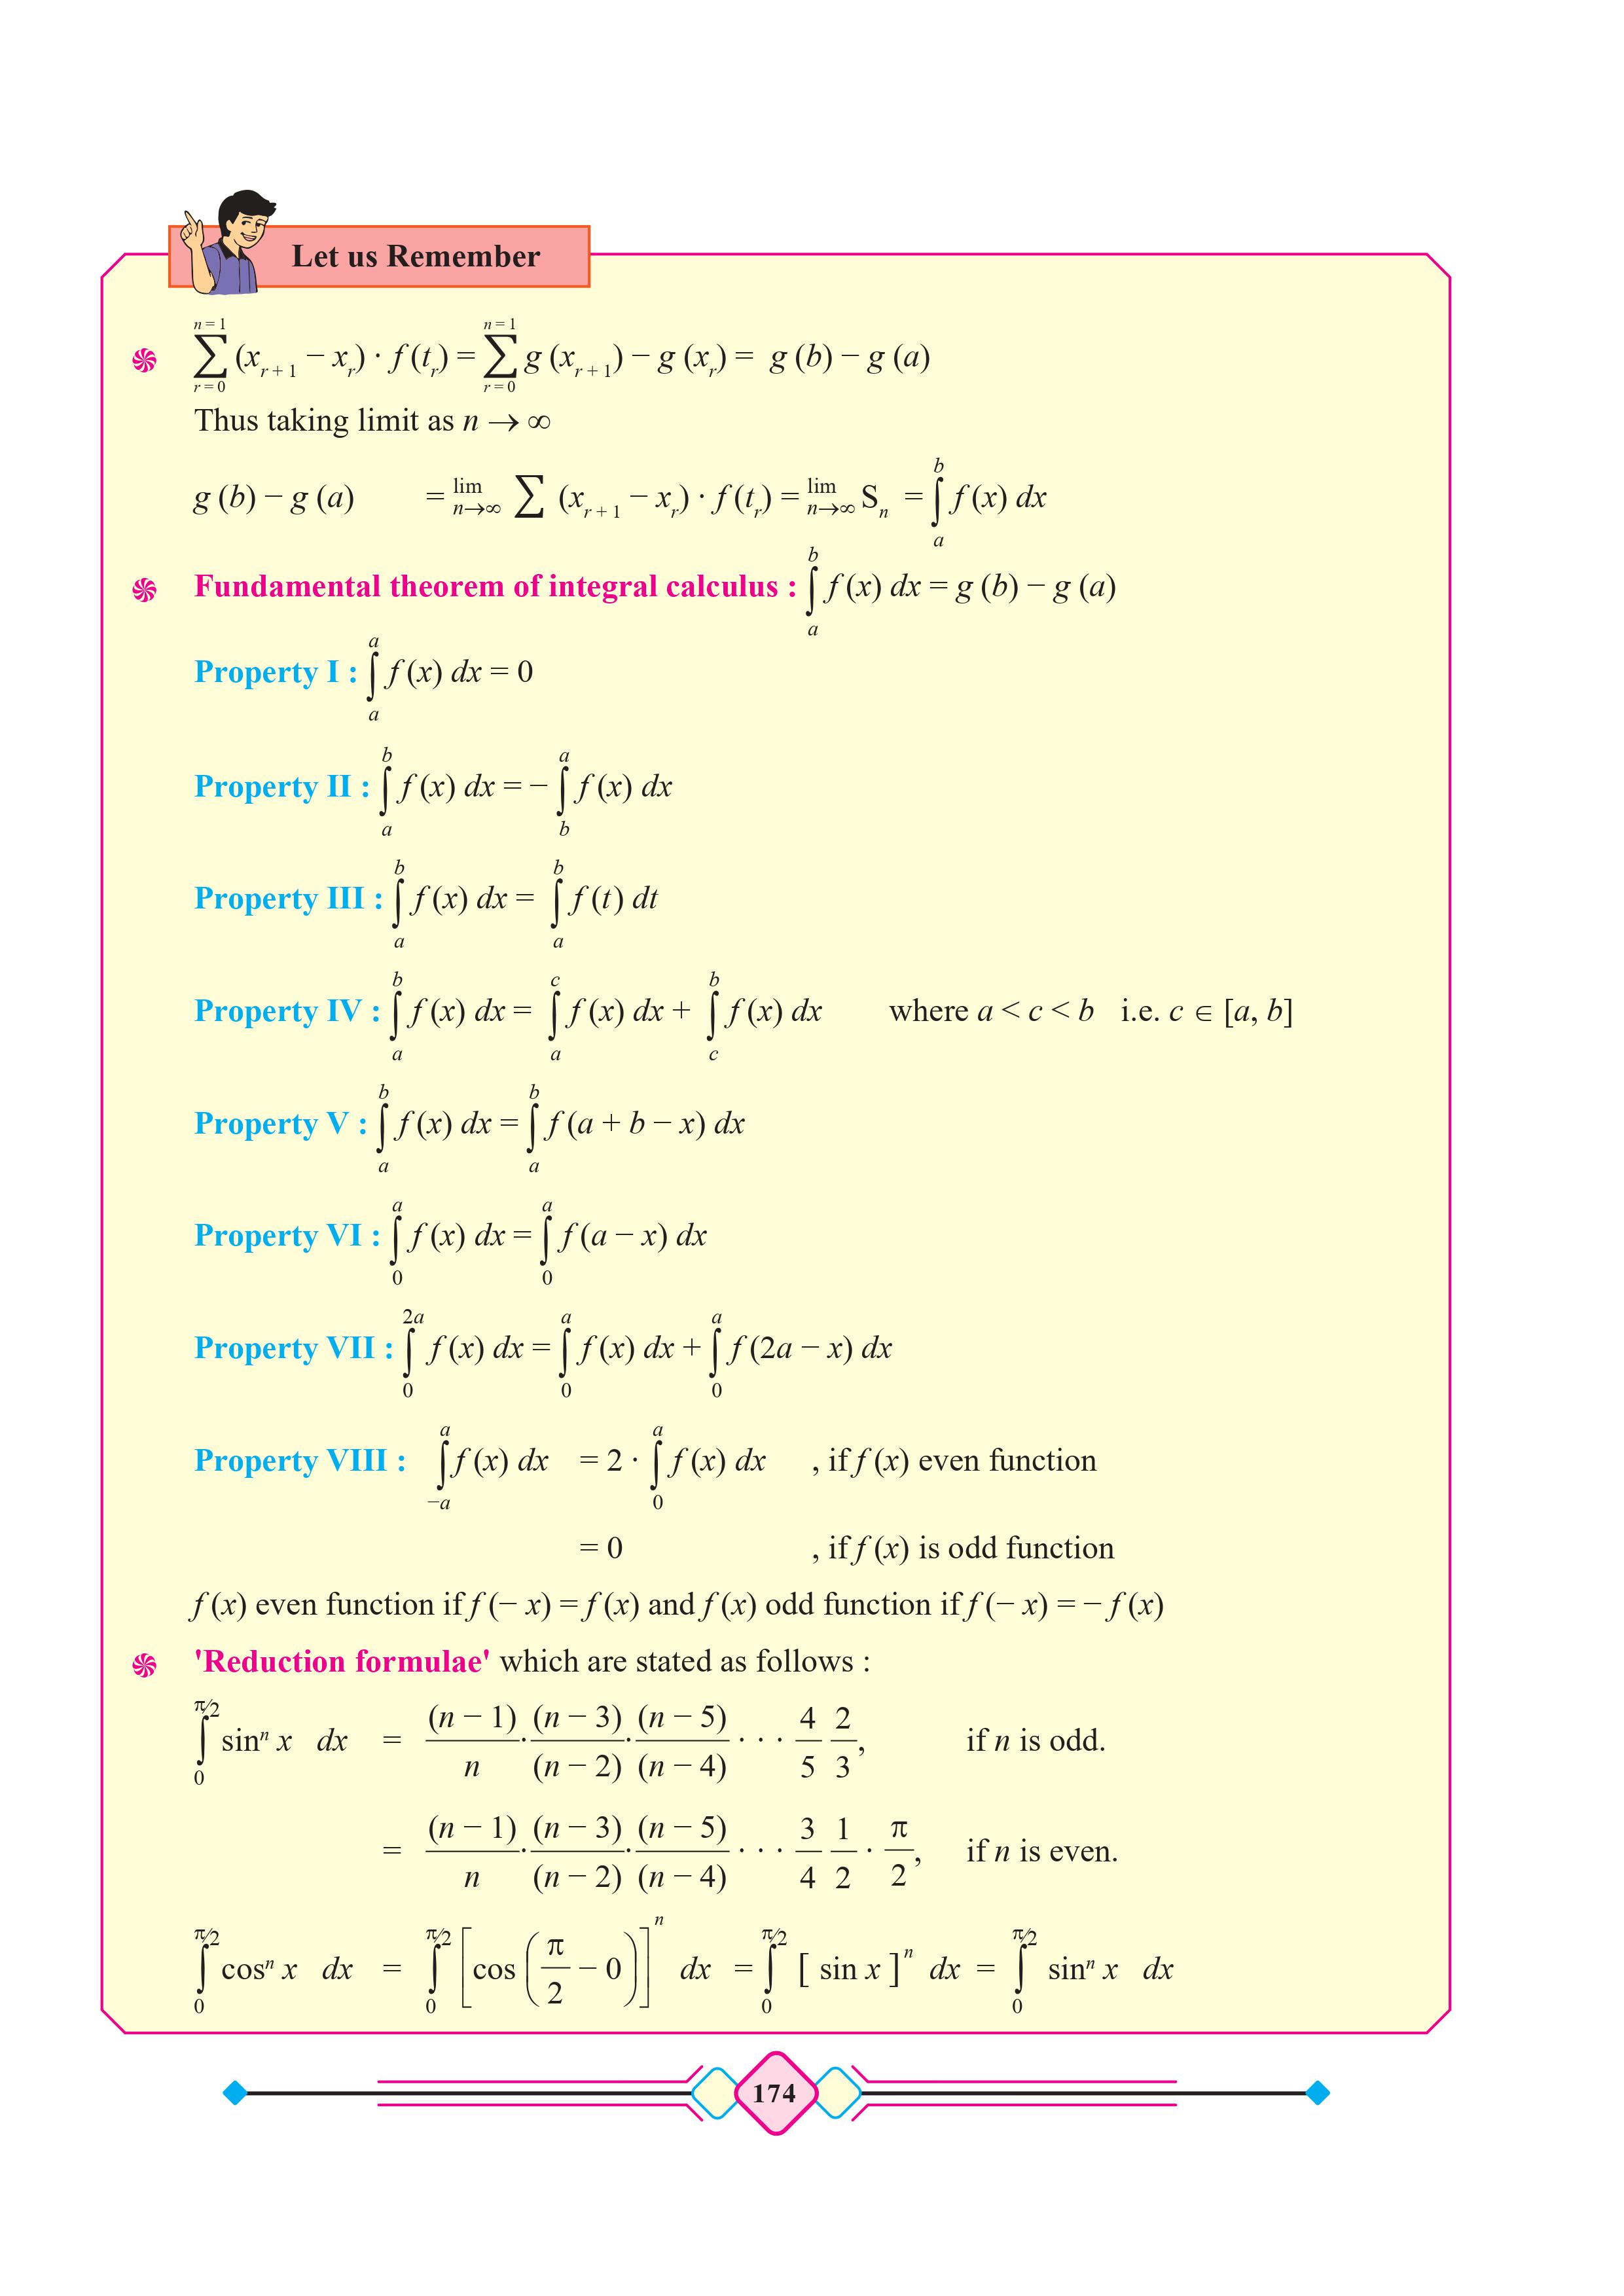 Let us Remember
$\sum_{r=0}^{n=1} (x_{r+1} - x_r) \cdot f(t_r) = \sum_{r=0}^{n=1} g(x_{r+1}) - g(x_r) = g(b) - g(a)$
Thus taking limit as $n \to \infty$
$g(b) - g(a) = \lim_{n \to \infty} \sum (x_{r+1} - x_r) \cdot f(t_r) = \lim_{n \to \infty} S_n = \int_a^b f(x)\,dx$
Fundamental theorem of integral calculus : $\int_a^b f(x)\,dx = g(b) - g(a)$
Property I : $\int_a^a f(x)\,dx = 0$
Property II : $\int_a^b f(x)\,dx = -\int_b^a f(x)\,dx$
Property III : $\int_a^b f(x)\,dx = \int_a^b f(t)\,dt$
Property IV : $\int_a^b f(x)\,dx = \int_a^c f(x)\,dx + \int_c^b f(x)\,dx$ where $a < c < b$ i.e. $c \in [a, b]$
Property V : $\int_a^b f(x)\,dx = \int_a^b f(a + b - x)\,dx$
Property VI : $\int_0^a f(x)\,dx = \int_0^a f(a - x)\,dx$
Property VII : $\int_0^{2a} f(x)\,dx = \int_0^a f(x)\,dx + \int_0^a f(2a - x)\,dx$
Property VIII : $\int_{-a}^a f(x)\,dx = 2 \cdot \int_0^a f(x)\,dx$ , if $f(x)$ even function
$= 0$ , if $f(x)$ is odd function
$f(x)$ even function if $f(-x) = f(x)$ and $f(x)$ odd function if $f(-x) = -f(x)$
'Reduction formulae' which are stated as follows :
$\int_0^{\pi/2} \sin^n x\,dx = \frac{(n-1)}{n} \cdot \frac{(n-3)}{(n-2)} \cdot \frac{(n-5)}{(n-4)} \cdots \frac{4}{5} \frac{2}{3},$ if $n$ is odd.
$= \frac{(n-1)}{n} \cdot \frac{(n-3)}{(n-2)} \cdot \frac{(n-5)}{(n-4)} \cdots \frac{3}{4} \frac{1}{2} \cdot \frac{\pi}{2},$ if $n$ is even.
$\int_0^{\pi/2} \cos^n x\,dx = \int_0^{\pi/2} \left[\cos\left(\frac{\pi}{2} - 0\right)\right]^n dx = \int_0^{\pi/2} [\sin x]^n\,dx = \int_0^{\pi/2} \sin^n x\,dx$
174